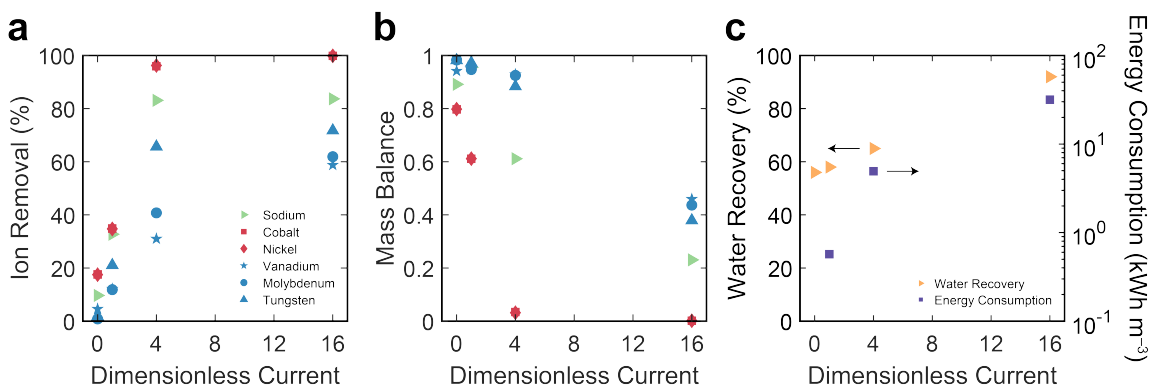 a
Ion Removal (%)
100
80
60
40
20
0
0
4
8
12
16
Dimensionless Current
Sodium
Cobalt
Nickel
Vanadium
Molybdenum
Tungsten
b
Mass Balance
1
0.8
0.6
0.4
0.2
0
0
4
8
12
16
Dimensionless Current
c
Water Recovery (%)
100
80
60
40
20
0
0
4
8
12
16
Dimensionless Current
Water Recovery
Energy Consumption
10²
10¹
10⁰
10⁻¹
Energy Consumption (kWh m⁻³)